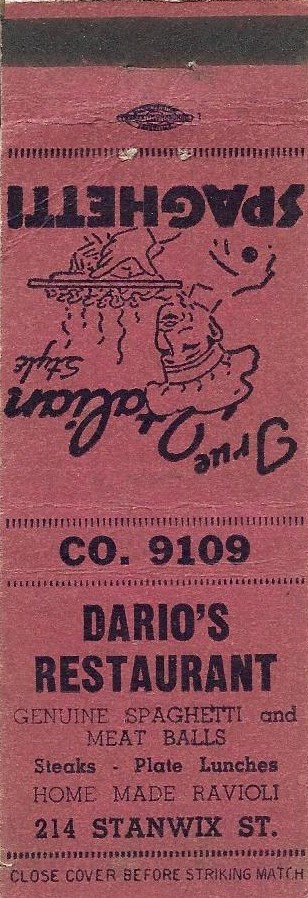 SPAGHETTI
True Italian
Style
CO. 9109
DARIO'S
RESTAURANT
GENUINE SPAGHETTI and
MEAT BALLS
Steaks - Plate Lunches
HOME MADE RAVIOLI
214 STANWIX ST.
CLOSE COVER BEFORE STRIKING MATCH